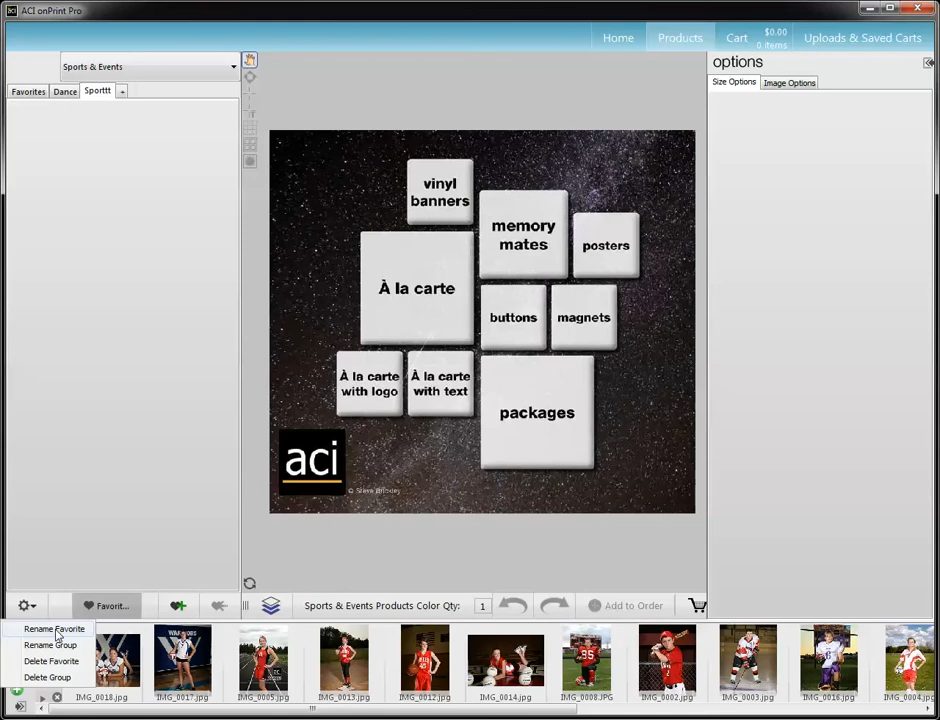 ACI onPrint Pro
Home
Products
Cart
$0.00
0 items
Uploads & Saved Carts
Sports & Events
options
Favorites
Dance
Sporttt
+
Size Options
Image Options
vinyl
banners
memory
mates
posters
À la carte
buttons
magnets
À la carte
with logo
À la carte
with text
packages
aci
© Steve Brindley
Favorit...
Sports & Events Products Color Qty:
1
Add to Order
Rename Favorite
Rename Group
Delete Favorite
Delete Group
WARRIORS
IMG_0018.jpg
IMG_0017.jpg
IMG_0005.jpg
IMG_0013.jpg
IMG_0012.jpg
IMG_0014.jpg
IMG_0008.JPG
IMG_0002.jpg
IMG_0003.jpg
IMG_0016.jpg
IMG_0004.jpg